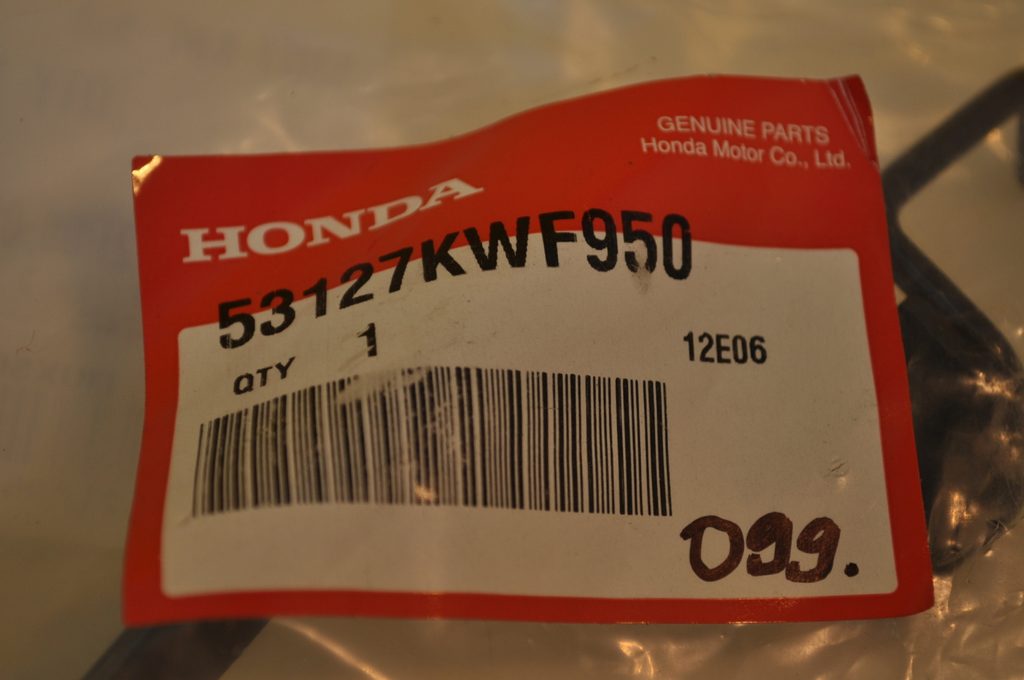 GENUINE PARTS
Honda Motor Co., Ltd.
HONDA
53127KWF950
QTY 1
12E06
099.